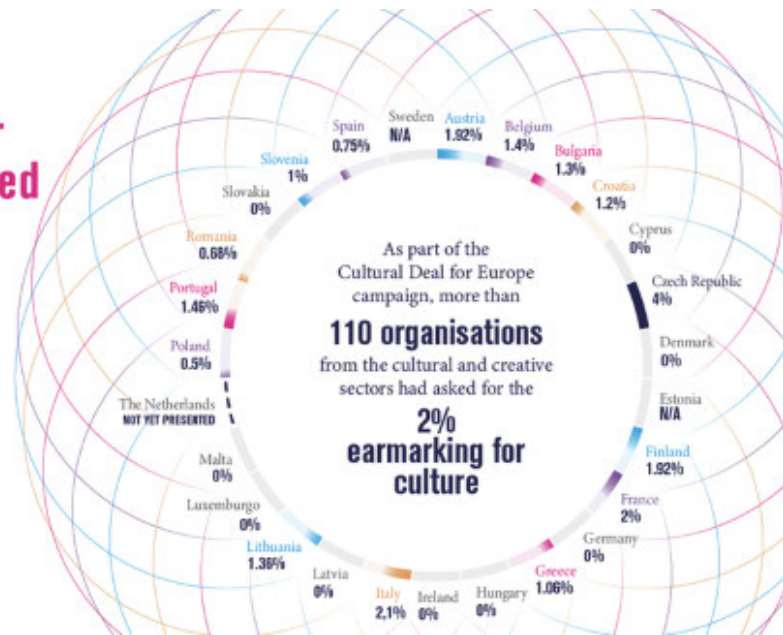 ed
Sweden
N/A
Austria
1.92%
Belgium
1.4%
Bulgaria
1.3%
Croatia
1.2%
Cyprus
0%
Czech Republic
4%
Denmark
0%
Estonia
N/A
Finland
1.92%
France
2%
Germany
0%
Greece
1.06%
Hungary
0%
Ireland
0%
Italy
2,1%
Latvia
0%
Lithuania
1.36%
Luxemburgo
0%
Malta
0%
The Netherlands
NOT YET PRESENTED
Poland
0.5%
Portugal
1.46%
Romania
0.68%
Slovakia
0%
Slovenia
1%
Spain
0.75%
As part of the
Cultural Deal for Europe
campaign, more than
110 organisations
from the cultural and creative
sectors had asked for the
2%
earmarking for
culture